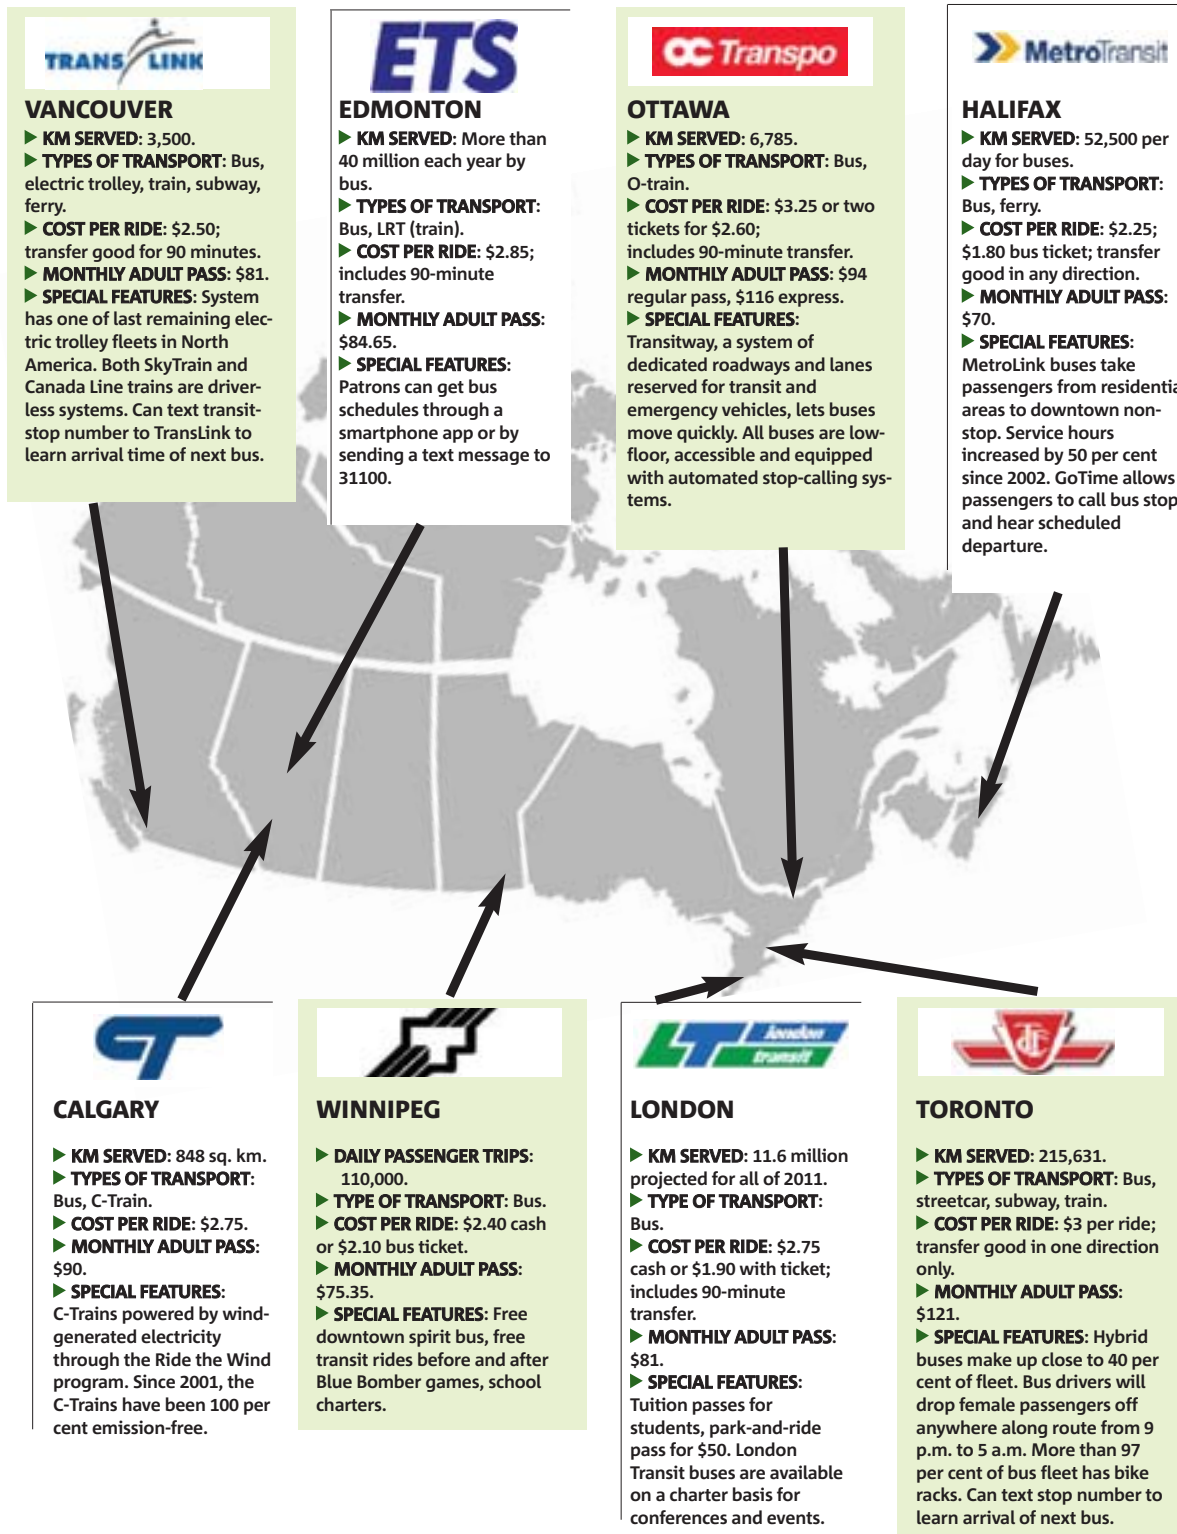 TRANS LINK
VANCOUVER
▶ KM SERVED: 3,500.
▶ TYPES OF TRANSPORT: Bus,
electric trolley, train, subway,
ferry.
▶ COST PER RIDE: $2.50;
transfer good for 90 minutes.
▶ MONTHLY ADULT PASS: $81.
▶ SPECIAL FEATURES: System
has one of last remaining elec-
tric trolley fleets in North
America. Both SkyTrain and
Canada Line trains are driver-
less systems. Can text transit-
stop number to TransLink to
learn arrival time of next bus.
ETS
EDMONTON
▶ KM SERVED: More than
40 million each year by
bus.
▶ TYPES OF TRANSPORT:
Bus, LRT (train).
▶ COST PER RIDE: $2.85;
includes 90-minute
transfer.
▶ MONTHLY ADULT PASS:
$84.65.
▶ SPECIAL FEATURES:
Patrons can get bus
schedules through a
smartphone app or by
sending a text message to
31100.
OC Transpo
OTTAWA
▶ KM SERVED: 6,785.
▶ TYPES OF TRANSPORT: Bus,
O-train.
▶ COST PER RIDE: $3.25 or two
tickets for $2.60;
includes 90-minute transfer.
▶ MONTHLY ADULT PASS: $94
regular pass, $116 express.
▶ SPECIAL FEATURES:
Transitway, a system of
dedicated roadways and lanes
reserved for transit and
emergency vehicles, lets buses
move quickly. All buses are low-
floor, accessible and equipped
with automated stop-calling sys-
tems.
MetroTransit
HALIFAX
▶ KM SERVED: 52,500 per
day for buses.
▶ TYPES OF TRANSPORT:
Bus, ferry.
▶ COST PER RIDE: $2.25;
$1.80 bus ticket; transfer
good in any direction.
▶ MONTHLY ADULT PASS:
$70.
▶ SPECIAL FEATURES:
MetroLink buses take
passengers from residentia
areas to downtown non-
stop. Service hours
increased by 50 per cent
since 2002. GoTime allows
passengers to call bus stop
and hear scheduled
departure.
CT
CALGARY
▶ KM SERVED: 848 sq. km.
▶ TYPES OF TRANSPORT:
Bus, C-Train.
▶ COST PER RIDE: $2.75.
▶ MONTHLY ADULT PASS:
$90.
▶ SPECIAL FEATURES:
C-Trains powered by wind-
generated electricity
through the Ride the Wind
program. Since 2001, the
C-Trains have been 100 per
cent emission-free.
WINNIPEG
▶ DAILY PASSENGER TRIPS:
110,000.
▶ TYPE OF TRANSPORT: Bus.
▶ COST PER RIDE: $2.40 cash
or $2.10 bus ticket.
▶ MONTHLY ADULT PASS:
$75.35.
▶ SPECIAL FEATURES: Free
downtown spirit bus, free
transit rides before and after
Blue Bomber games, school
charters.
LT london
transit
LONDON
▶ KM SERVED: 11.6 million
projected for all of 2011.
▶ TYPE OF TRANSPORT:
Bus.
▶ COST PER RIDE: $2.75
cash or $1.90 with ticket;
includes 90-minute
transfer.
▶ MONTHLY ADULT PASS:
$81.
▶ SPECIAL FEATURES:
Tuition passes for
students, park-and-ride
pass for $50. London
Transit buses are available
on a charter basis for
conferences and events.
TTC
TORONTO
▶ KM SERVED: 215,631.
▶ TYPES OF TRANSPORT: Bus,
streetcar, subway, train.
▶ COST PER RIDE: $3 per ride;
transfer good in one direction
only.
▶ MONTHLY ADULT PASS:
$121.
▶ SPECIAL FEATURES: Hybrid
buses make up close to 40 per
cent of fleet. Bus drivers will
drop female passengers off
anywhere along route from 9
p.m. to 5 a.m. More than 97
per cent of bus fleet has bike
racks. Can text stop number to
learn arrival of next bus.